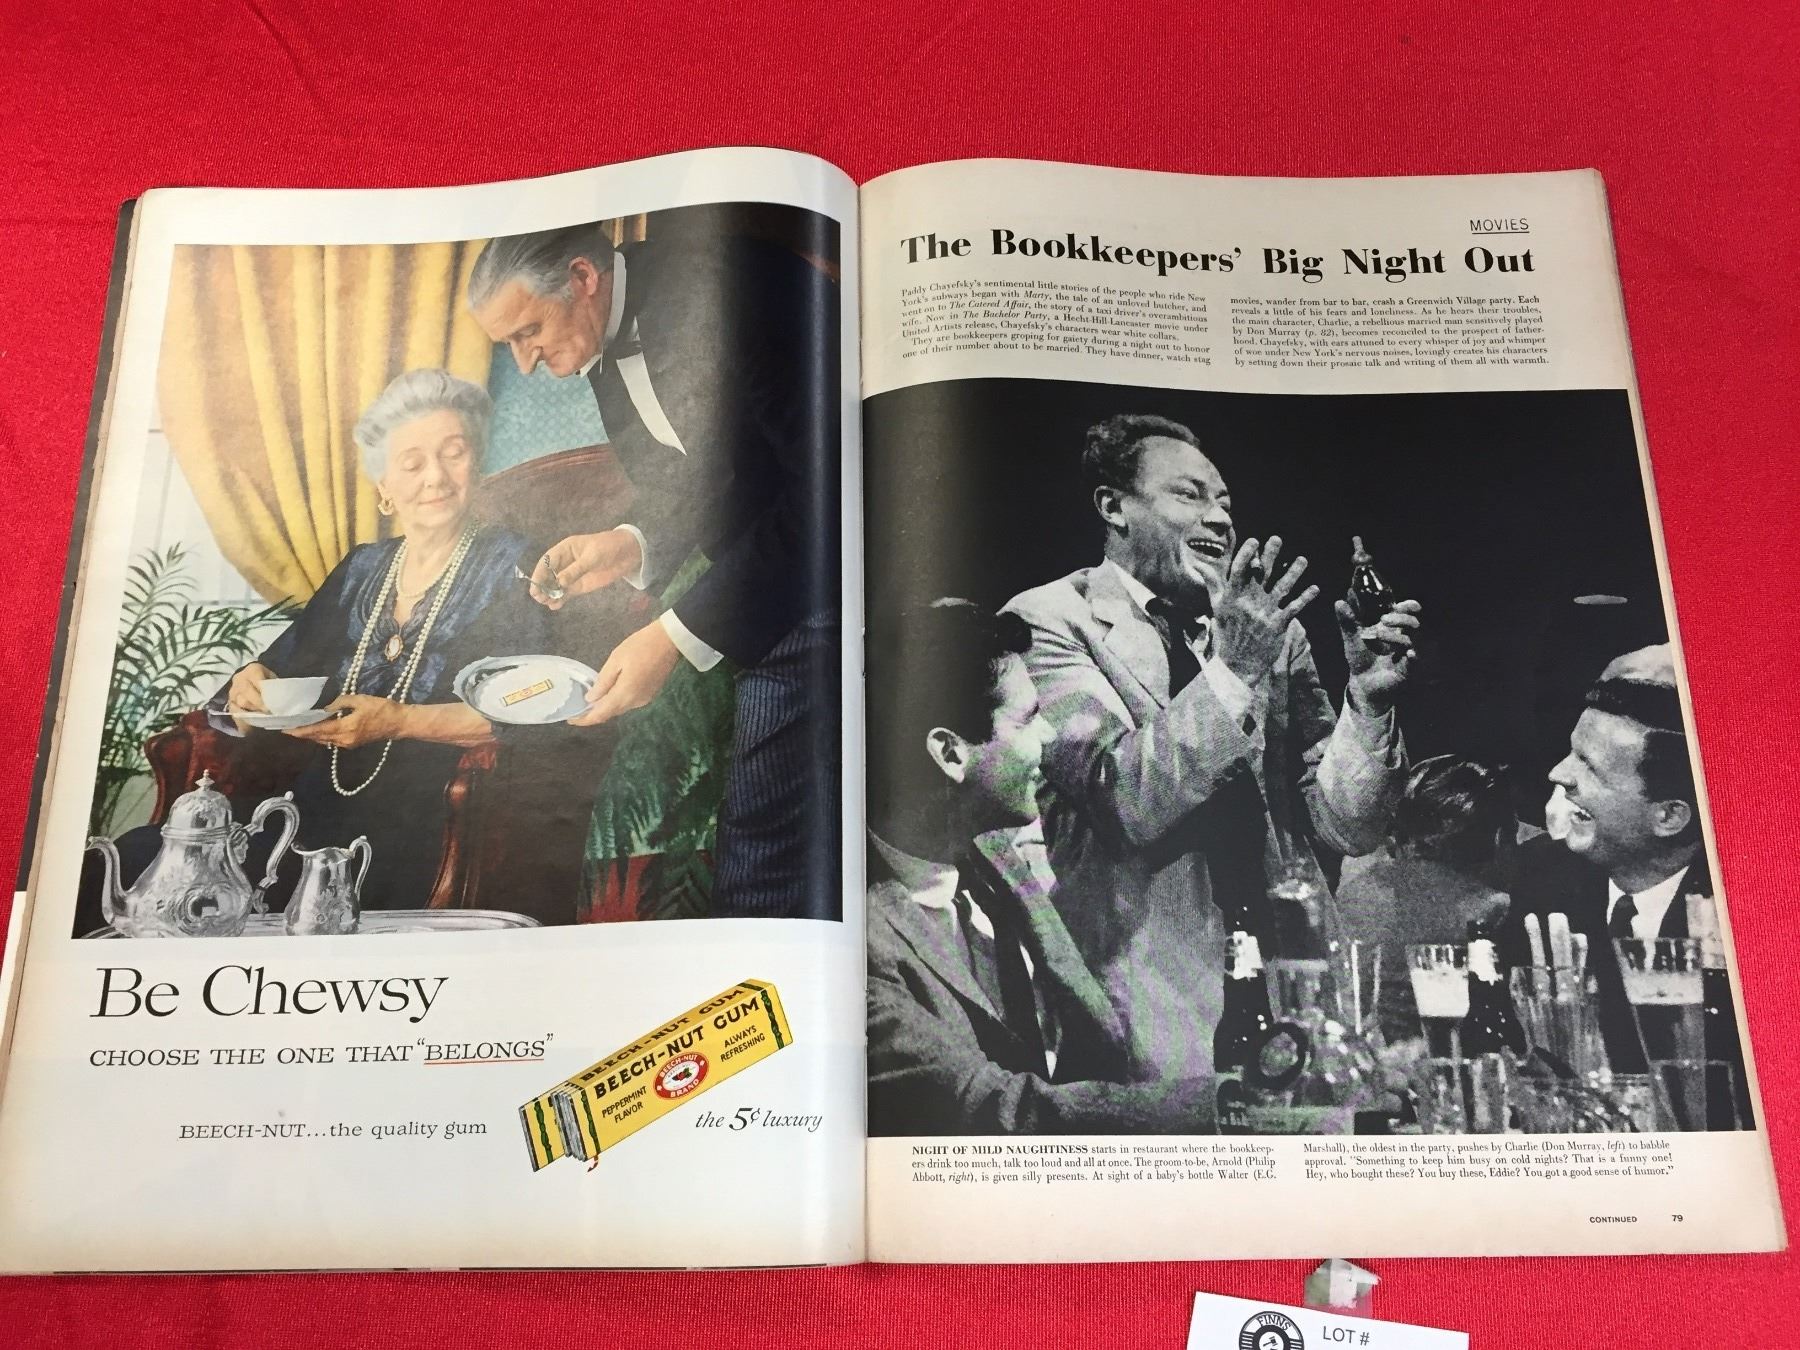 Be Chewsy
CHOOSE THE ONE THAT "BELONGS"
BEECH-NUT...the quality gum
BEECH-NUT GUM
BEECH-NUT GUM
ALWAYS
REFRESHING
PEPPERMINT
FLAVOR
BEECH-NUT
BRAND
the 5¢ luxury
MOVIES
The Bookkeepers' Big Night Out
Paddy Chayefsky's sentimental little stories of the people who ride New
York's subways began with Marty, the tale of an unloved butcher, and
went on to The Catered Affair, the story of a taxi driver's overambitious
wife. Now in The Bachelor Party, a Hecht-Hill-Lancaster movie under
United Artists release, Chayefsky's characters wear white collars.
They are bookkeepers groping for gaiety during a night out to honor
one of their number about to be married. They have dinner, watch stag
movies, wander from bar to bar, crash a Greenwich Village party. Each
reveals a little of his fears and loneliness. As he hears their troubles,
the main character, Charlie, a rebellious married man sensitively played
by Don Murray (p. 82), becomes reconciled to the prospect of father-
hood. Chayefsky, with ears attuned to every whisper of joy and whimper
of woe under New York's nervous noises, lovingly creates his characters
by setting down their prosaic talk and writing of them all with warmth.
NIGHT OF MILD NAUGHTINESS starts in restaurant where the bookkeep-
ers drink too much, talk too loud and all at once. The groom-to-be, Arnold (Philip
Abbott, right), is given silly presents. At sight of a baby's bottle Walter (E.G.
Marshall), the oldest in the party, pushes by Charlie (Don Murray, left) to babble
approval. "Something to keep him busy on cold nights? That is a funny one!
Hey, who bought these? You buy these, Eddie? You got a good sense of humor."
CONTINUED 79
FINNS
LOT #